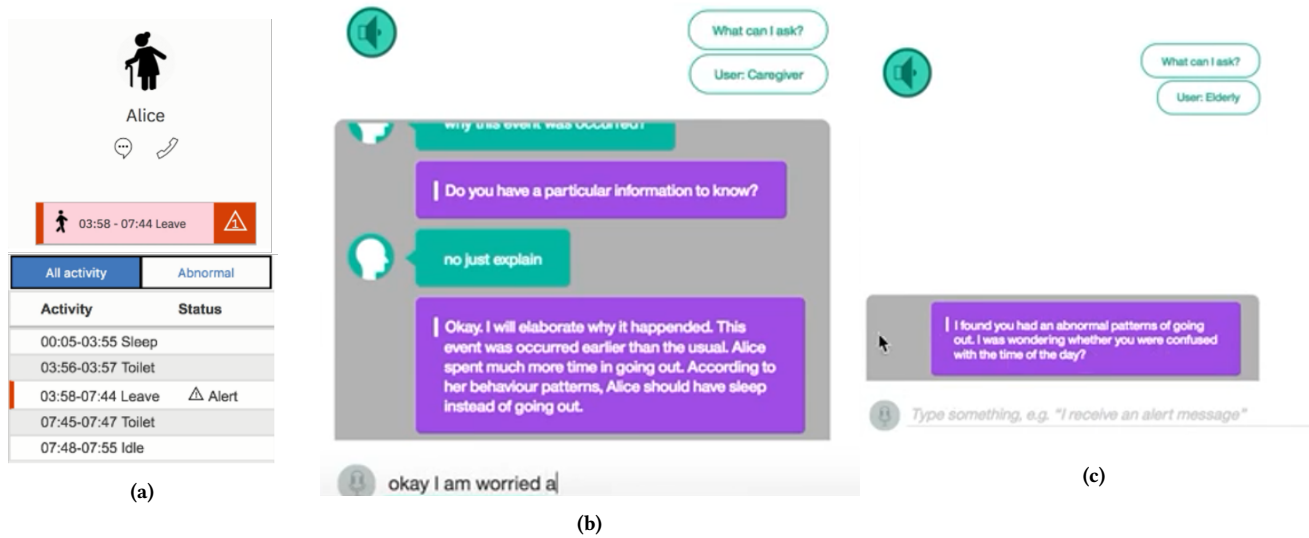 Alice
03:58 - 07:44 Leave
1
All activity
Abnormal
Activity
Status
00:05-03:55 Sleep
03:56-03:57 Toilet
03:58-07:44 Leave
Alert
07:45-07:47 Toilet
07:48-07:55 Idle
(a)
What can I ask?
User: Caregiver
why this event was occurred?
Do you have a particular information to know?
no just explain
Okay. I will elaborate why it happended. This
event was occurred earlier than the usual. Alice
spent much more time in going out. According to
her behaviour patterns, Alice should have sleep
instead of going out.
okay I am worried a
(b)
What can I ask?
User: Elderly
I found you had an abnormal patterns of going
out. I was wondering whether you were confused
with the time of the day?
Type something, e.g. "I receive an alert message"
(c)